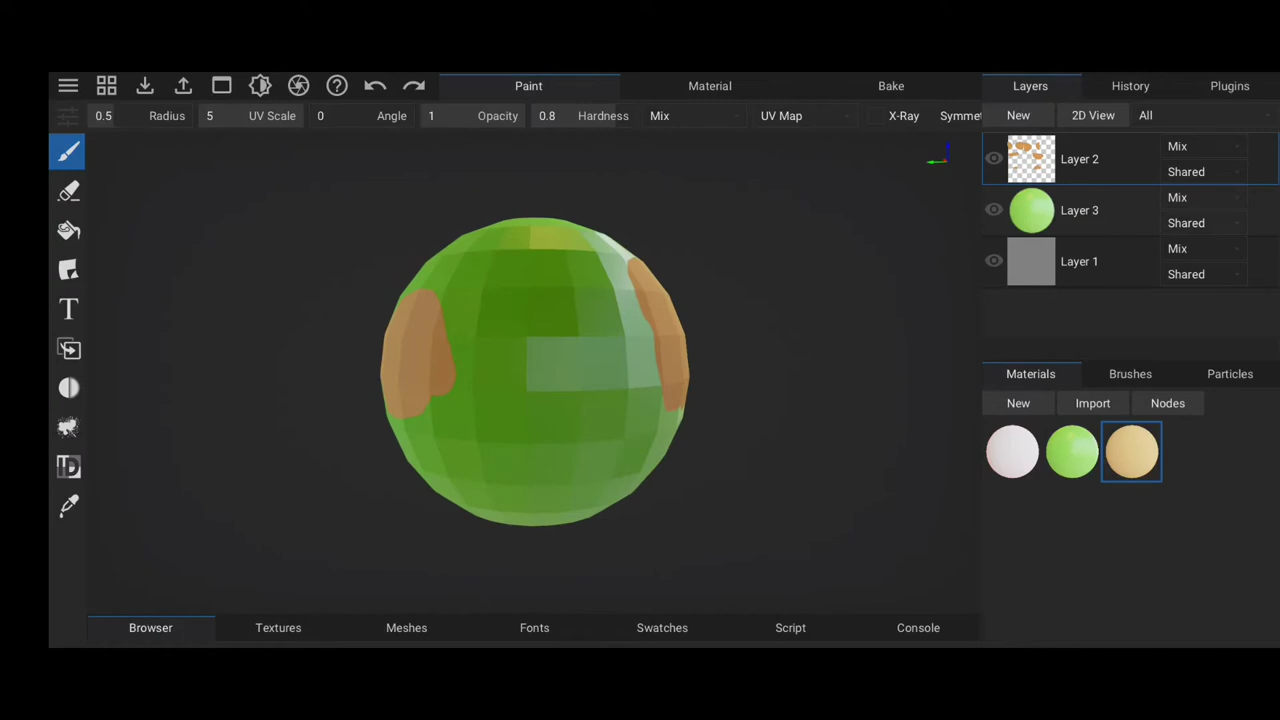 Paint Material Bake Layers History Plugins
0.5 Radius 5 UV Scale 0 Angle 1 Opacity 0.8 Hardness Mix UV Map X-Ray Symmet New 2D View All
Layer 2 Mix
Shared
Layer 3 Mix
Shared
Layer 1 Mix
Shared
T
ID
Materials Brushes Particles
New Import Nodes
Browser Textures Meshes Fonts Swatches Script Console